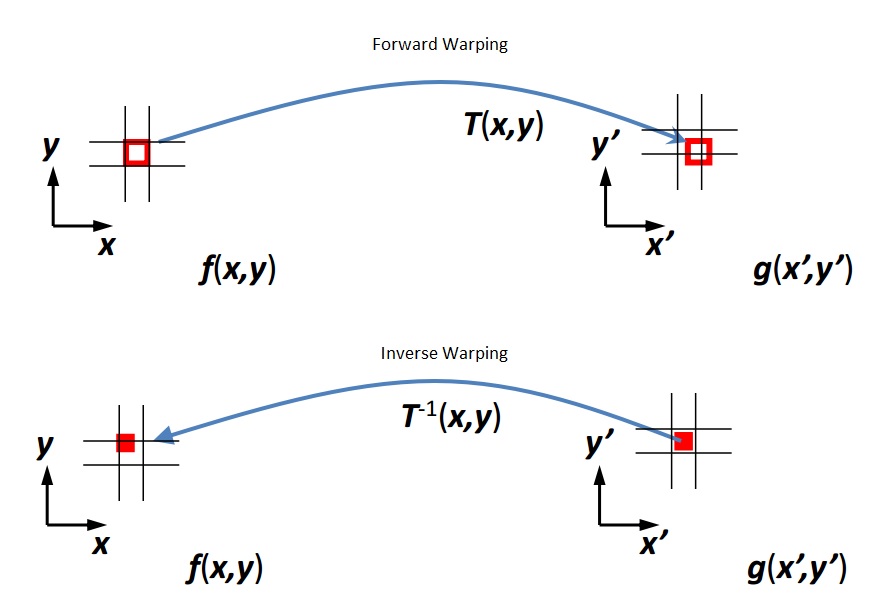 Forward Warping
T(x,y)
y
y’
x
x’
f(x,y)
g(x’,y’)
Inverse Warping
T-1(x,y)
y
y’
x
x’
f(x,y)
g(x’,y’)